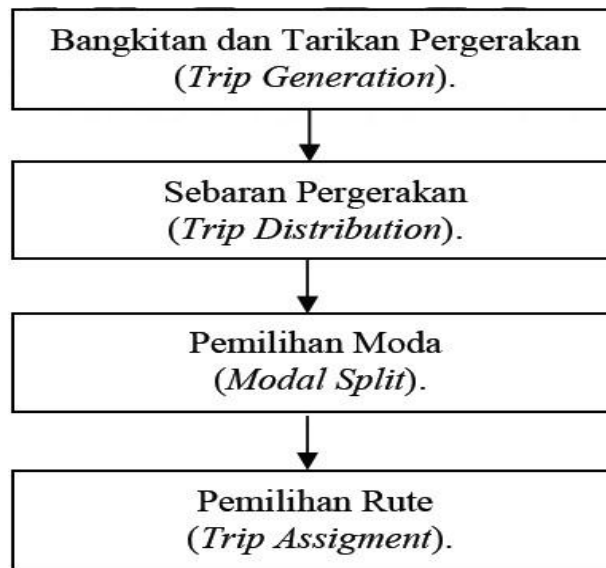 Bangkitan dan Tarikan Pergerakan
(Trip Generation).
Sebaran Pergerakan
(Trip Distribution).
Pemilihan Moda
(Modal Split).
Pemilihan Rute
(Trip Assigment).